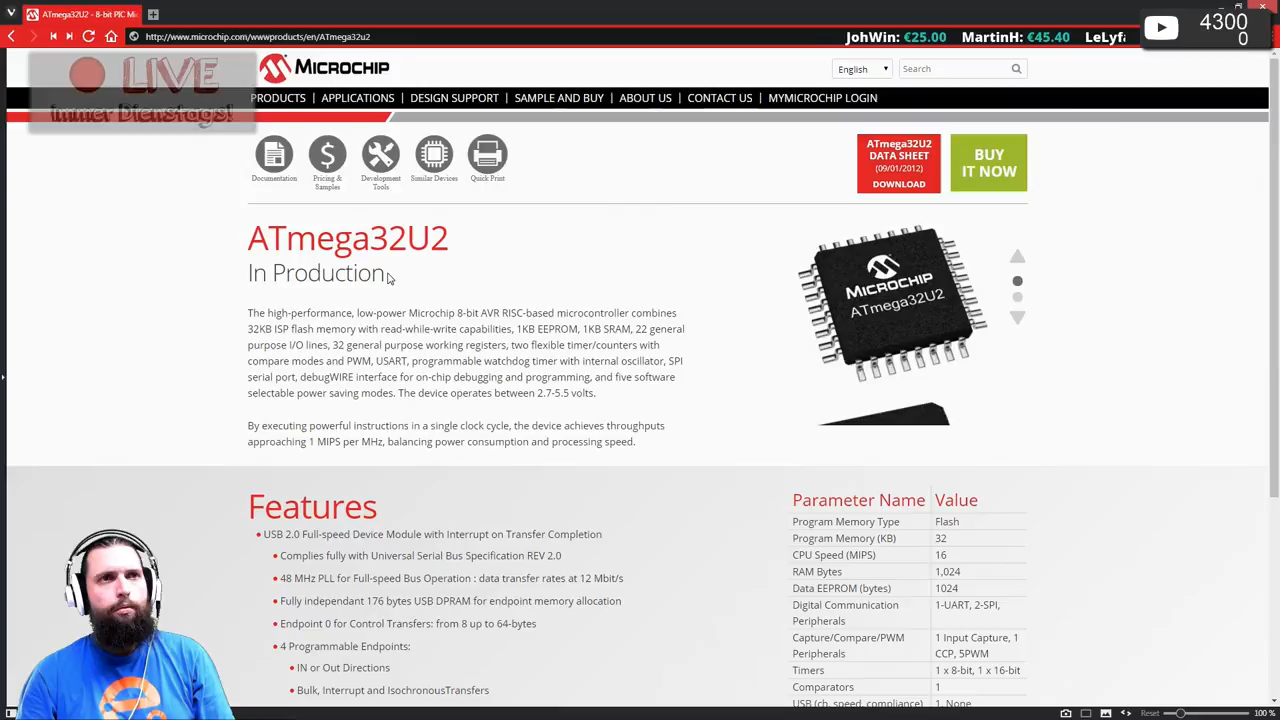 ATmega32U2 - 8-bit PIC Mi
http://www.microchip.com/wwwproducts/en/ATmega32u2
JohWin: €25.00 MartinH: €45.40 LeLyfa
4300
0
LIVE
immer Dienstags!
MICROCHIP
English
Search
PRODUCTS | APPLICATIONS | DESIGN SUPPORT | SAMPLE AND BUY | ABOUT US | CONTACT US | MYMICROCHIP LOGIN
Documentation
Pricing & Samples
Development Tools
Similar Devices
Quick Print
ATmega32U2
DATA SHEET
(09/01/2012)
DOWNLOAD
BUY
IT NOW
ATmega32U2
In Production
MICROCHIP
ATmega32U2
The high-performance, low-power Microchip 8-bit AVR RISC-based microcontroller combines
32KB ISP flash memory with read-while-write capabilities, 1KB EEPROM, 1KB SRAM, 22 general
purpose I/O lines, 32 general purpose working registers, two flexible timer/counters with
compare modes and PWM, USART, programmable watchdog timer with internal oscillator, SPI
serial port, debugWIRE interface for on-chip debugging and programming, and five software
selectable power saving modes. The device operates between 2.7-5.5 volts.
By executing powerful instructions in a single clock cycle, the device achieves throughputs
approaching 1 MIPS per MHz, balancing power consumption and processing speed.
Features
• USB 2.0 Full-speed Device Module with Interrupt on Transfer Completion
• Complies fully with Universal Serial Bus Specification REV 2.0
• 48 MHz PLL for Full-speed Bus Operation : data transfer rates at 12 Mbit/s
• Fully independant 176 bytes USB DPRAM for endpoint memory allocation
• Endpoint 0 for Control Transfers: from 8 up to 64-bytes
• 4 Programmable Endpoints:
• IN or Out Directions
• Bulk, Interrupt and IsochronousTransfers
Parameter Name Value
Program Memory Type Flash
Program Memory (KB) 32
CPU Speed (MIPS) 16
RAM Bytes 1,024
Data EEPROM (bytes) 1024
Digital Communication 1-UART, 2-SPI,
Peripherals
Capture/Compare/PWM 1 Input Capture, 1
Peripherals CCP, 5PWM
Timers 1 x 8-bit, 1 x 16-bit
Comparators 1
USB (ch, speed, compliance) 1, None
Reset
100 %